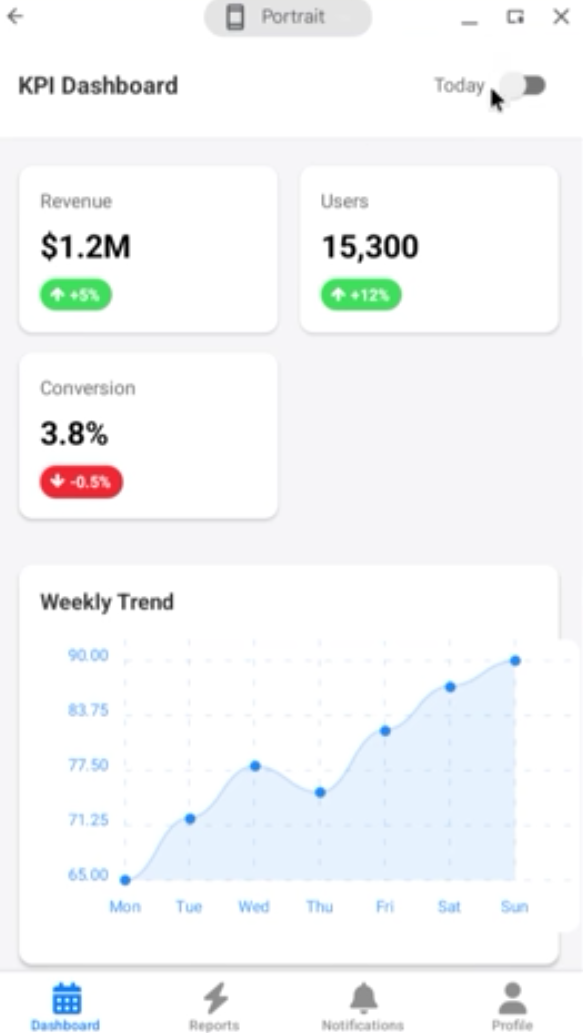 Portrait
KPI Dashboard
Today
Revenue
$1.2M
+5%
Users
15,300
+12%
Conversion
3.8%
-0.5%
Weekly Trend
90.00
83.75
77.50
71.25
65.00
Mon Tue Wed Thu Fri Sat Sun
Dashboard Reports Notifications Profile